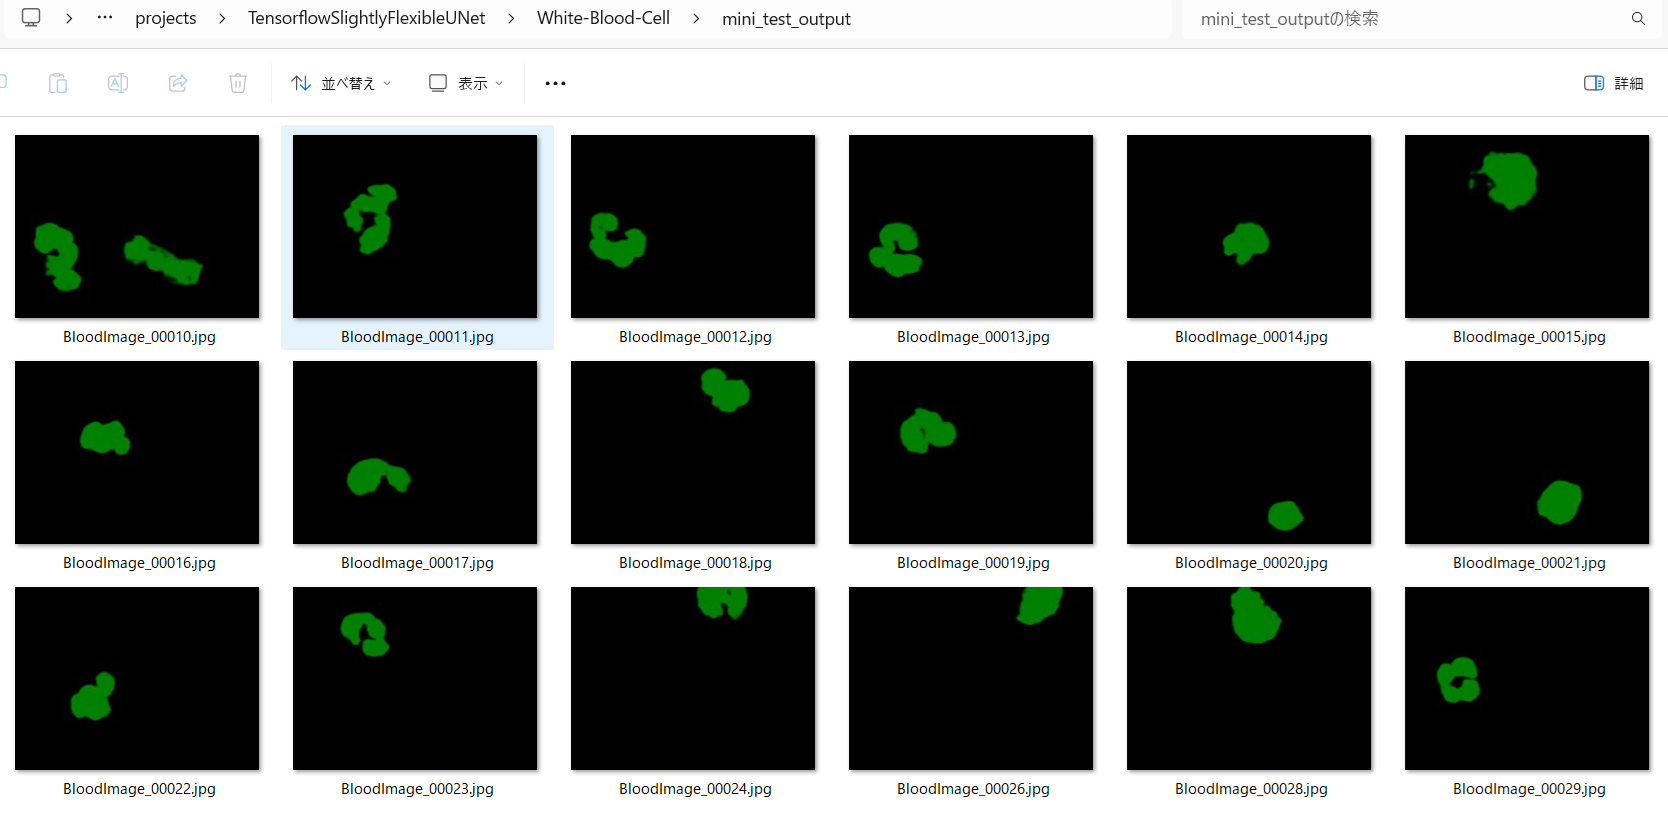 … projects TensorflowSlightlyFlexibleUNet White-Blood-Cell mini_test_output mini_test_outputの検索
並べ替え 表示 … 詳細
BloodImage_00010.jpg BloodImage_00011.jpg BloodImage_00012.jpg BloodImage_00013.jpg BloodImage_00014.jpg BloodImage_00015.jpg
BloodImage_00016.jpg BloodImage_00017.jpg BloodImage_00018.jpg BloodImage_00019.jpg BloodImage_00020.jpg BloodImage_00021.jpg
BloodImage_00022.jpg BloodImage_00023.jpg BloodImage_00024.jpg BloodImage_00026.jpg BloodImage_00028.jpg BloodImage_00029.jpg